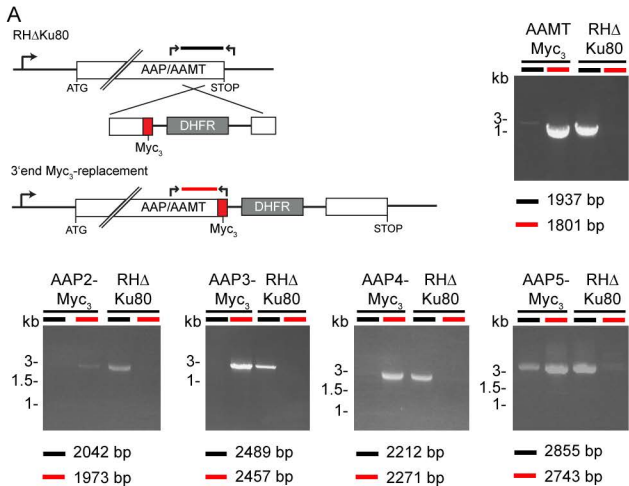 A
RHΔKu80
AAP/AAMT
ATG
STOP
DHFR
Myc3
3'end Myc3-replacement
AAP/AAMT
DHFR
ATG
Myc3
STOP
AAMT RHΔ
Myc3 Ku80
kb
3-
1-
1937 bp
1801 bp
AAP2- RHΔ
Myc3 Ku80
kb
3-
1.5-
1-
2042 bp
1973 bp
AAP3- RHΔ
Myc3 Ku80
kb
3-
1.5-
1-
2489 bp
2457 bp
AAP4- RHΔ
Myc3 Ku80
kb
3-
1.5-
1-
2212 bp
2271 bp
AAP5- RHΔ
Myc3 Ku80
kb
3-
1.5-
1-
2855 bp
2743 bp